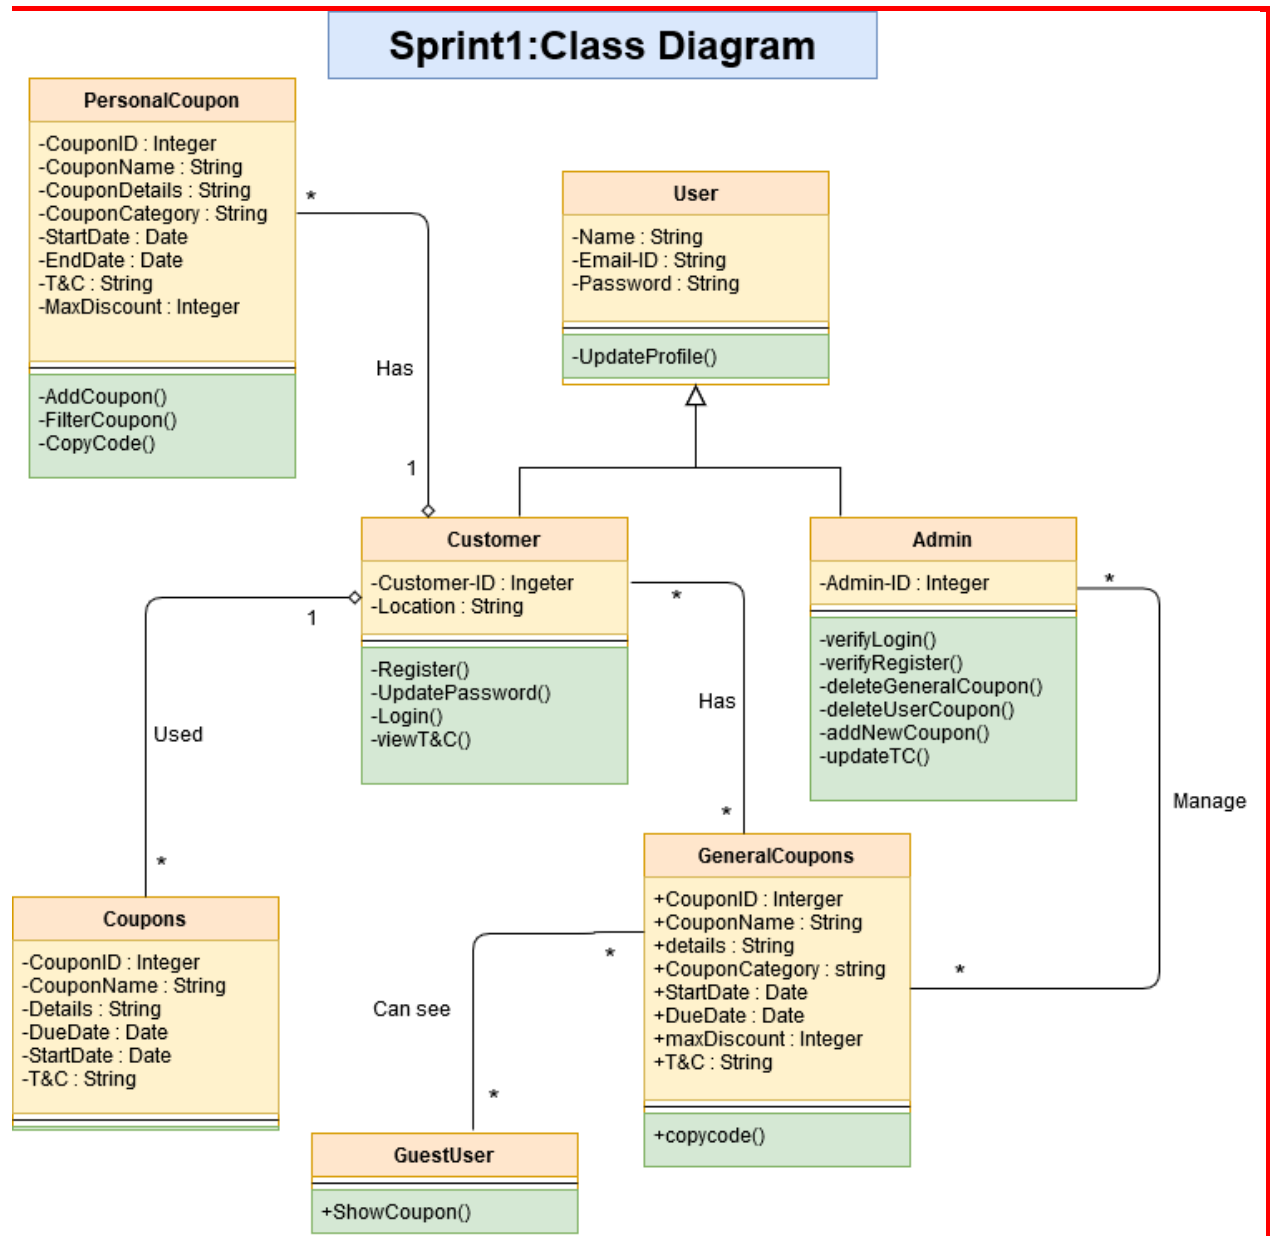 Sprint1:Class Diagram
PersonalCoupon
-CouponID : Integer
-CouponName : String
-CouponDetails : String
-CouponCategory : String
-StartDate : Date
-EndDate : Date
-T&C : String
-MaxDiscount : Integer
-AddCoupon()
-FilterCoupon()
-CopyCode()
*
Has
1
User
-Name : String
-Email-ID : String
-Password : String
-UpdateProfile()
Customer
-Customer-ID : Ingeter
-Location : String
-Register()
-UpdatePassword()
-Login()
-viewT&C()
Admin
-Admin-ID : Integer
-verifyLogin()
-verifyRegister()
-deleteGeneralCoupon()
-deleteUserCoupon()
-addNewCoupon()
-updateTC()
1
Used
*
*
Has
*
*
Manage
*
Coupons
-CouponID : Integer
-CouponName : String
-Details : String
-DueDate : Date
-StartDate : Date
-T&C : String
GeneralCoupons
+CouponID : Interger
+CouponName : String
+details : String
+CouponCategory : string
+StartDate : Date
+DueDate : Date
+maxDiscount : Integer
+T&C : String
+copycode()
*
Can see
*
GuestUser
+ShowCoupon()